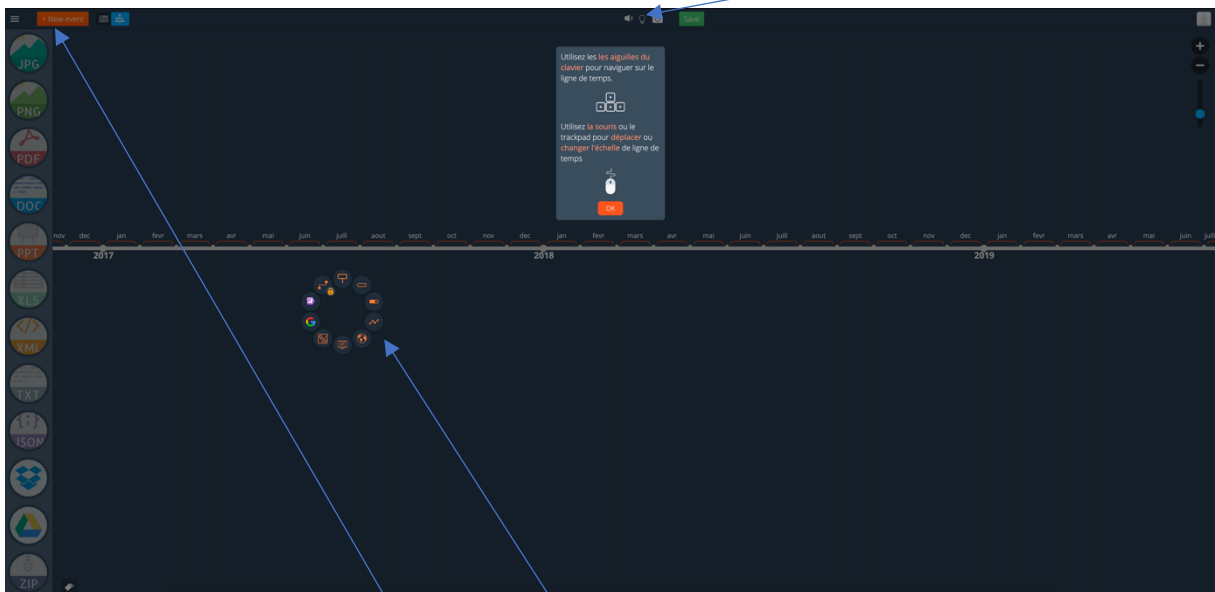 + New event
Save
JPG
PNG
PDF
DOC
PPT
XLS
XML
TXT
JSON
ZIP
Utilisez les les aiguilles du
clavier pour naviguer sur le
ligne de temps.
Utilisez la souris ou le
trackpad pour déplacer ou
changer l'échelle de ligne de
temps
OK
nov dec jan fevr mars avr mai juin juill aout sept oct nov dec jan fevr mars avr mai juin juill aout sept oct nov dec jan fevr mars avr mai juin juill
2017 2018 2019
G